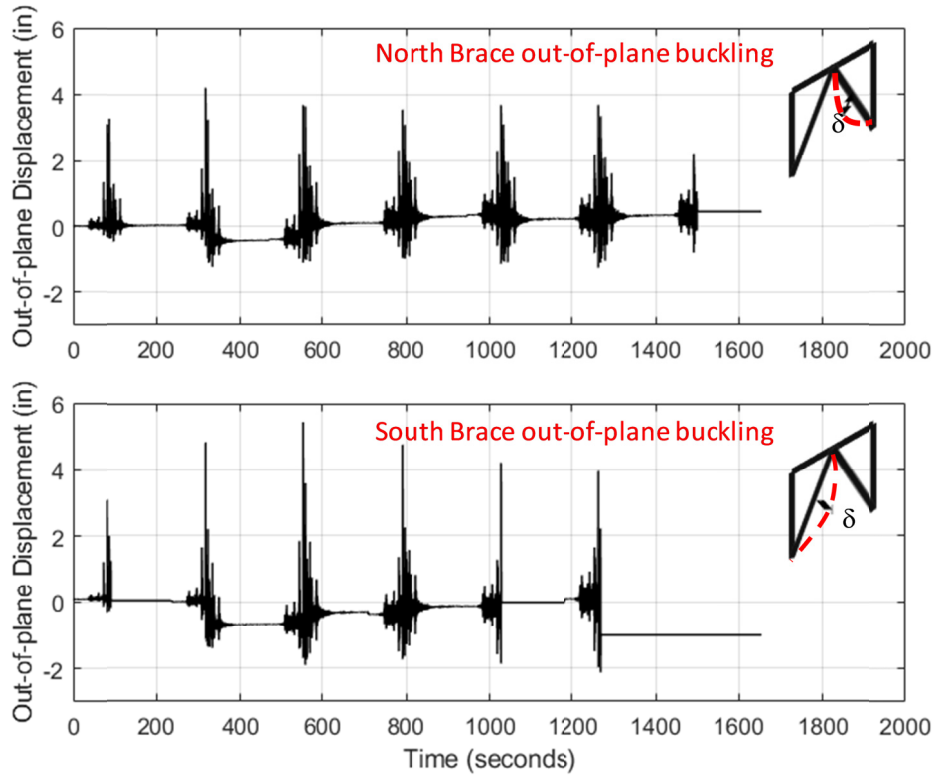 Out-of-plane Displacement (in)
6
4
2
0
-2
North Brace out-of-plane buckling
δ
0 200 400 600 800 1000 1200 1400 1600 1800 2000
Out-of-plane Displacement (in)
6
4
2
0
-2
South Brace out-of-plane buckling
δ
0 200 400 600 800 1000 1200 1400 1600 1800 2000
Time (seconds)